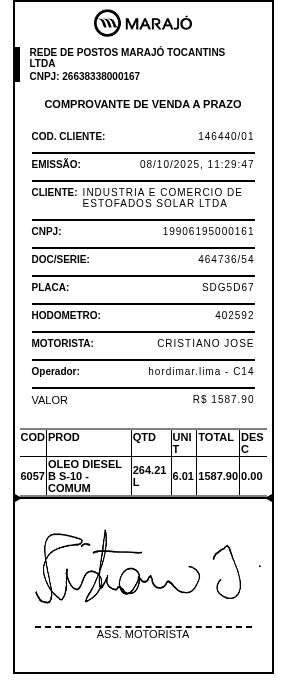 MARAJÓ
REDE DE POSTOS MARAJÓ TOCANTINS
LTDA
CNPJ: 26638338000167
COMPROVANTE DE VENDA A PRAZO
COD. CLIENTE: 146440/01
EMISSÃO: 08/10/2025, 11:29:47
CLIENTE: INDUSTRIA E COMERCIO DE
ESTOFADOS SOLAR LTDA
CNPJ: 19906195000161
DOC/SERIE: 464736/54
PLACA: SDG5D67
HODOMETRO: 402592
MOTORISTA: CRISTIANO JOSE
Operador: hordimar.lima - C14
VALOR R$ 1587.90
COD PROD QTD UNI TOTAL DES
T C
OLEO DIESEL
6057 B S-10 - 264.21 6.01 1587.90 0.00
COMUM L
Cristiano J.
ASS. MOTORISTA